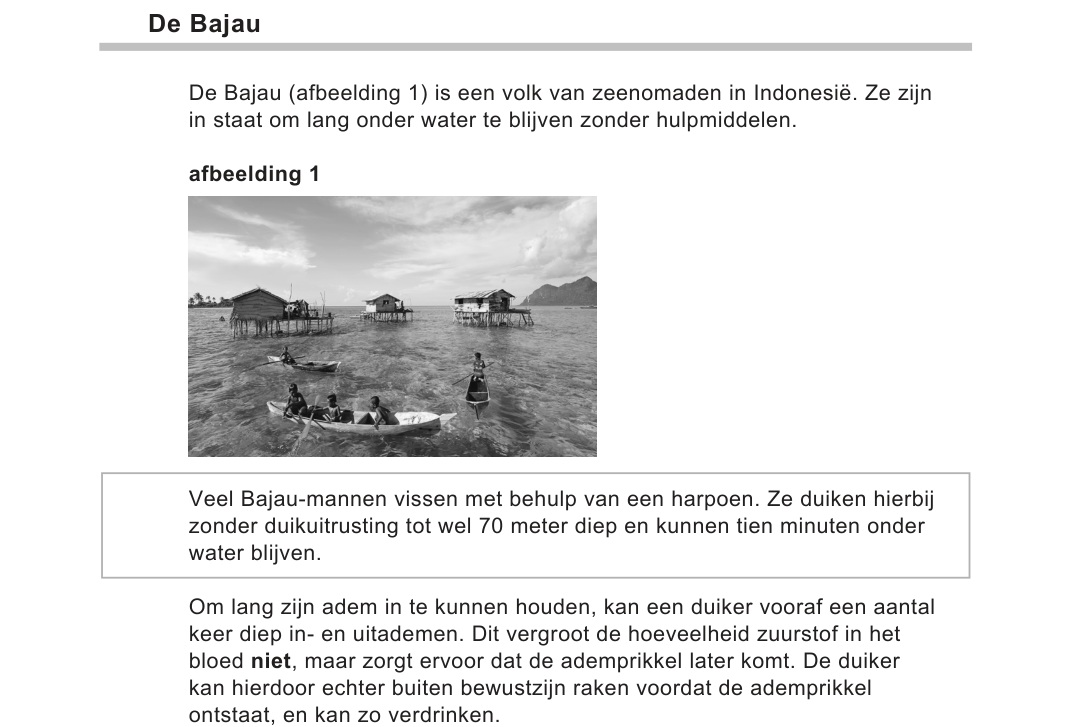 De Bajau
De Bajau (afbeelding 1) is een volk van zeenomaden in Indonesië. Ze zijn
in staat om lang onder water te blijven zonder hulpmiddelen.
afbeelding 1
Veel Bajau-mannen vissen met behulp van een harpoen. Ze duiken hierbij
zonder duikuitrusting tot wel 70 meter diep en kunnen tien minuten onder
water blijven.
Om lang zijn adem in te kunnen houden, kan een duiker vooraf een aantal
keer diep in- en uitademen. Dit vergroot de hoeveelheid zuurstof in het
bloed niet, maar zorgt ervoor dat de ademprikkel later komt. De duiker
kan hierdoor echter buiten bewustzijn raken voordat de ademprikkel
ontstaat, en kan zo verdrinken.